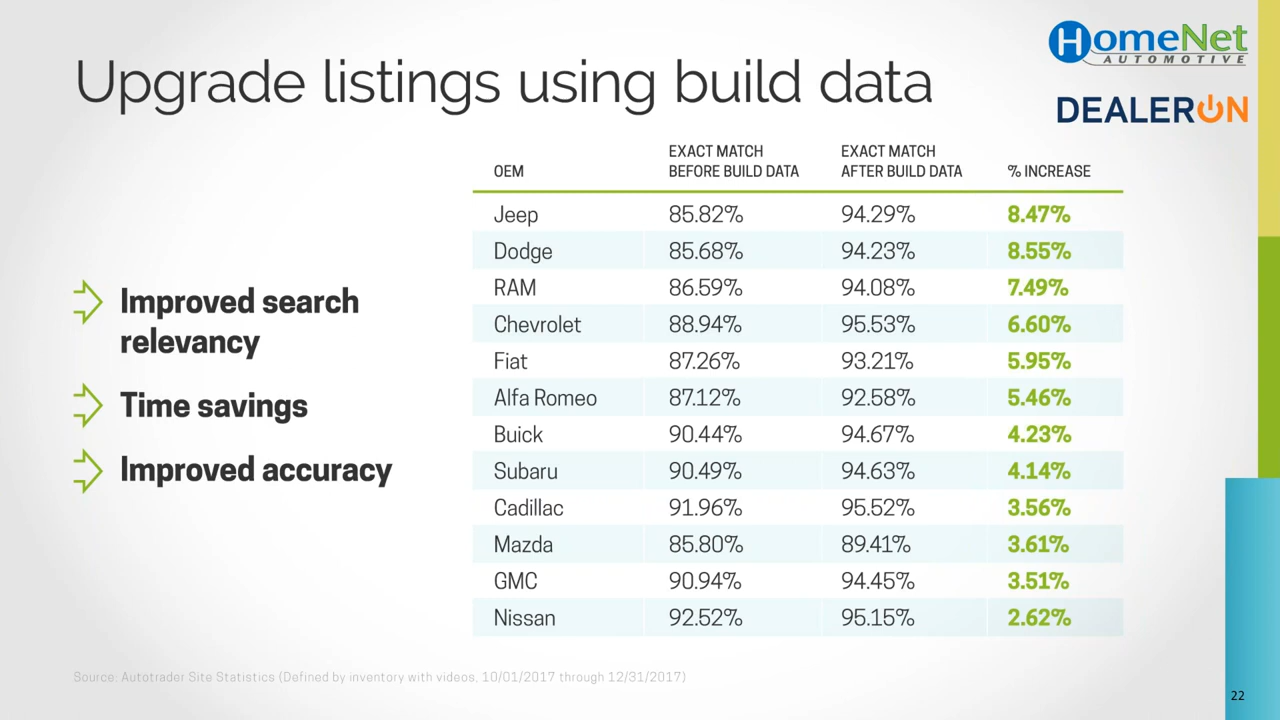 HomeNet
AUTOMOTIVE
Upgrade listings using build data
DEALERON
Improved search
relevancy
Time savings
Improved accuracy
OEM EXACT MATCH BEFORE BUILD DATA EXACT MATCH AFTER BUILD DATA % INCREASE
Jeep 85.82% 94.29% 8.47%
Dodge 85.68% 94.23% 8.55%
RAM 86.59% 94.08% 7.49%
Chevrolet 88.94% 95.53% 6.60%
Fiat 87.26% 93.21% 5.95%
Alfa Romeo 87.12% 92.58% 5.46%
Buick 90.44% 94.67% 4.23%
Subaru 90.49% 94.63% 4.14%
Cadillac 91.96% 95.52% 3.56%
Mazda 85.80% 89.41% 3.61%
GMC 90.94% 94.45% 3.51%
Nissan 92.52% 95.15% 2.62%
Source: Autotrader Site Statistics (Defined by inventory with videos, 10/01/2017 through 12/31/2017)
22